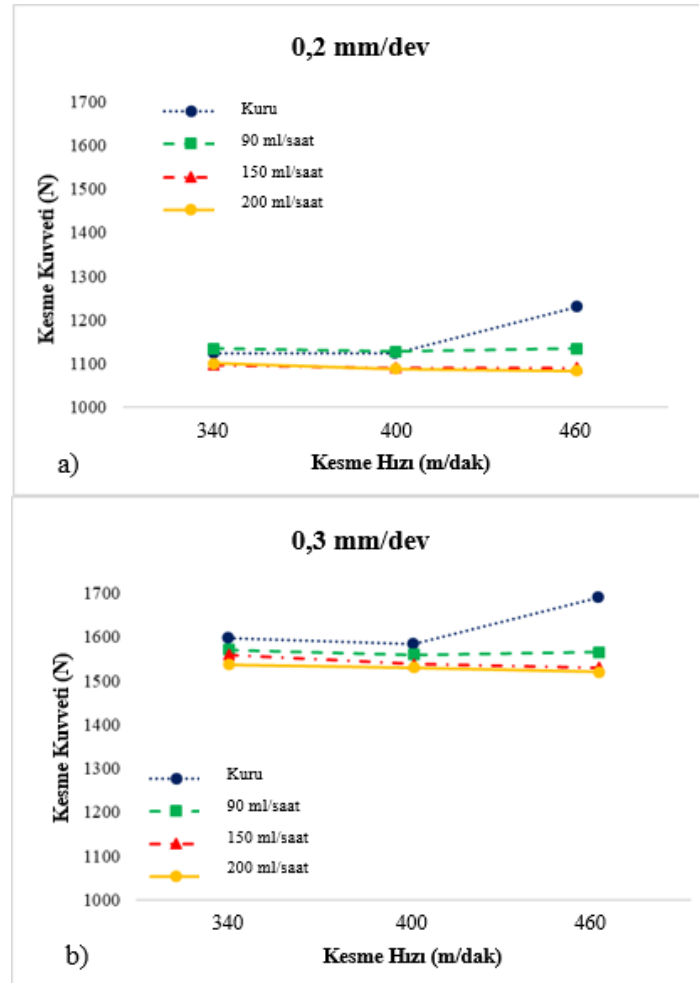 0,2 mm/dev
1700
1600
1500
1400
1300
1200
1100
1000
Kesme Kuvveti (N)
Kuru
90 ml/saat
150 ml/saat
200 ml/saat
340 400 460
a)
Kesme Hızı (m/dak)
0,3 mm/dev
1700
1600
1500
1400
1300
1200
1100
1000
Kesme Kuvveti (N)
Kuru
90 ml/saat
150 ml/saat
200 ml/saat
340 400 460
b)
Kesme Hızı (m/dak)